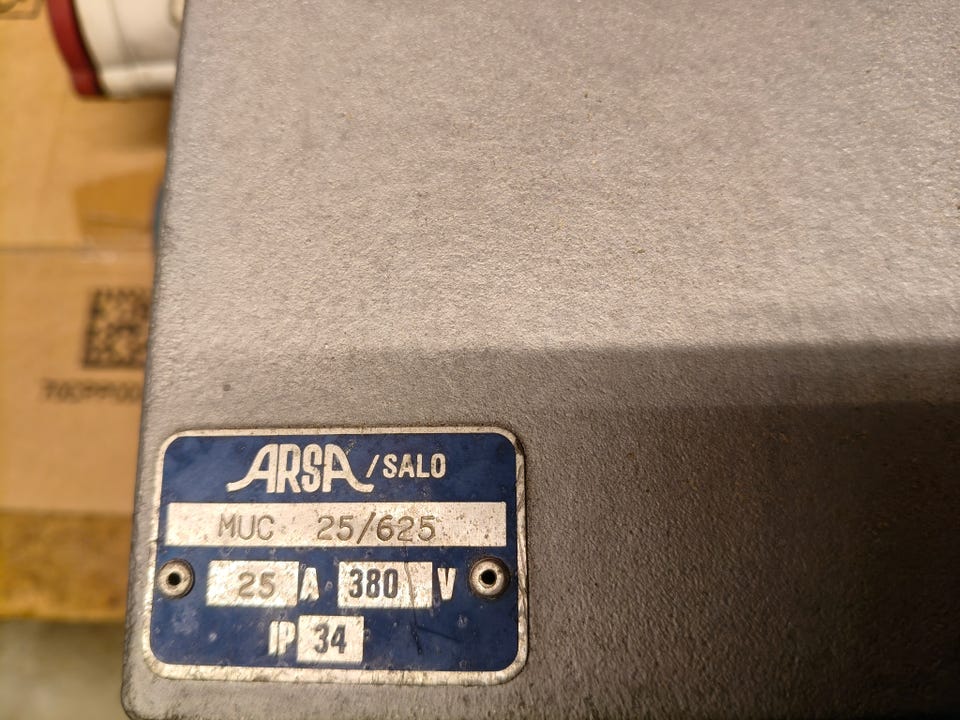 ARSA / SALO
MUC 25/625
25 A 380 V
IP 34